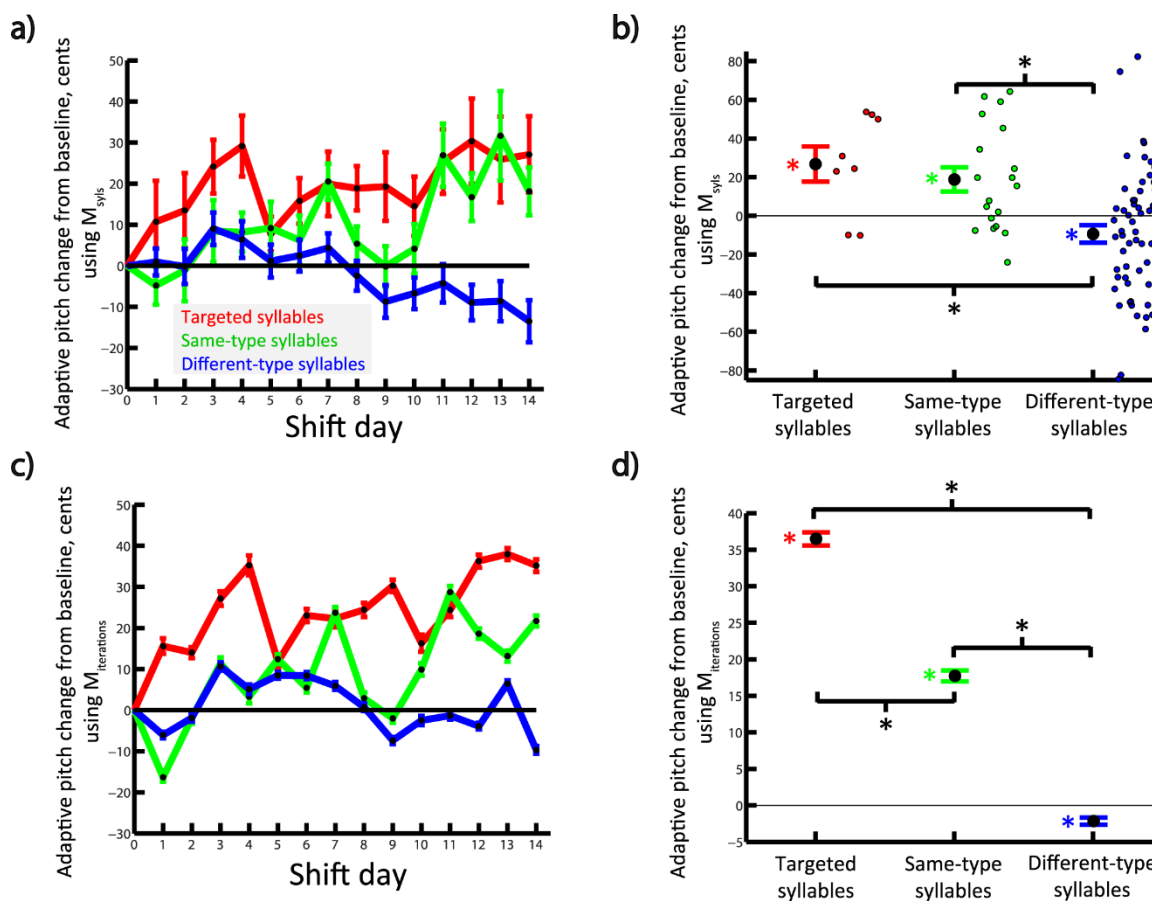 a)
Adaptive pitch change from baseline, cents
using M_syls
50
40
30
20
10
0
−10
−20
−30
Targeted syllables
Same-type syllables
Different-type syllables
0 1 2 3 4 5 6 7 8 9 10 11 12 13 14
Shift day
b)
Adaptive pitch change from baseline, cents
using M_syls
80
60
40
20
0
−20
−40
−60
−80
* * * * *
Targeted syllables
Same-type syllables
Different-type syllables
c)
Adaptive pitch change from baseline, cents
using M_iterations
50
40
30
20
10
0
−10
−20
−30
0 1 2 3 4 5 6 7 8 9 10 11 12 13 14
Shift day
d)
Adaptive pitch change from baseline, cents
using M_iterations
40
35
30
25
20
15
10
5
0
−5
* * * * * *
Targeted syllables
Same-type syllables
Different-type syllables